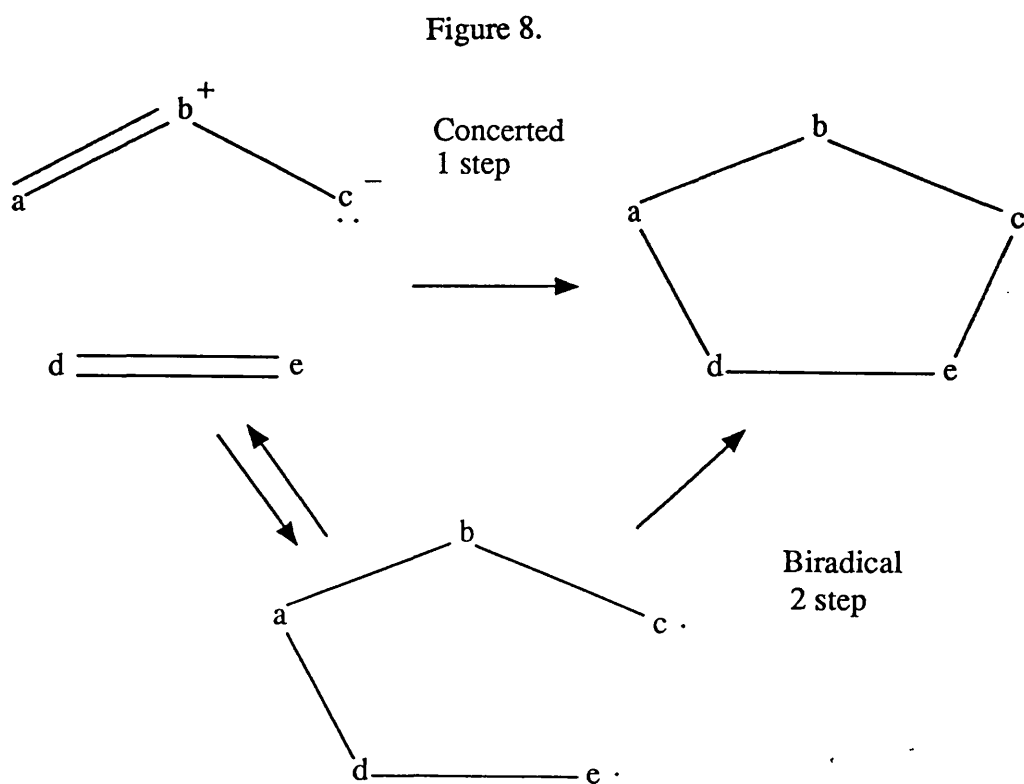 Figure 8.
b+
a
c −
··
Concerted
1 step
b
a
c
d
e
d
e
b
a
c ·
d
e ·
Biradical
2 step